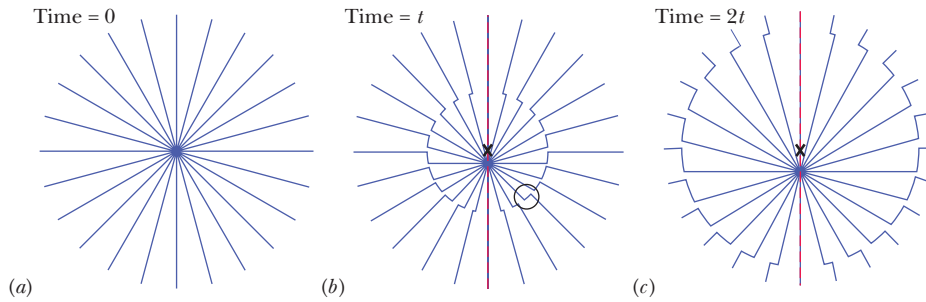 Time = 0
Time = t
Time = 2t
x
x
(a)
(b)
(c)